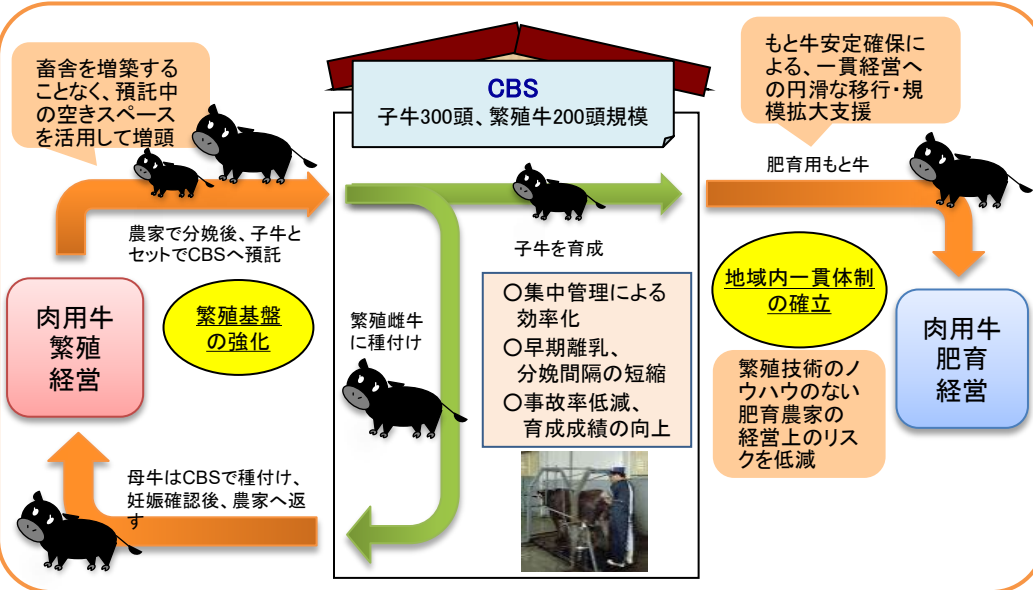 畜舎を増築する
ことなく、預託中
の空きスペース
を活用して増頭
農家で分娩後、子牛と
セットでCBSへ預託
肉用牛
繁殖
経営
繁殖基盤
の強化
母牛はCBSで種付け、
妊娠確認後、農家へ返
す
CBS
子牛300頭、繁殖牛200頭規模
子牛を育成
繁殖雌牛
に種付け
〇集中管理による
効率化
〇早期離乳、
分娩間隔の短縮
〇事故率低減、
育成成績の向上
もと牛安定確保に
よる、一貫経営へ
の円滑な移行・規
模拡大支援
肥育用もと牛
地域内一貫体制
の確立
繁殖技術のノ
ウハウのない
肥育農家の
経営上のリス
クを低減
肉用牛
肥育
経営